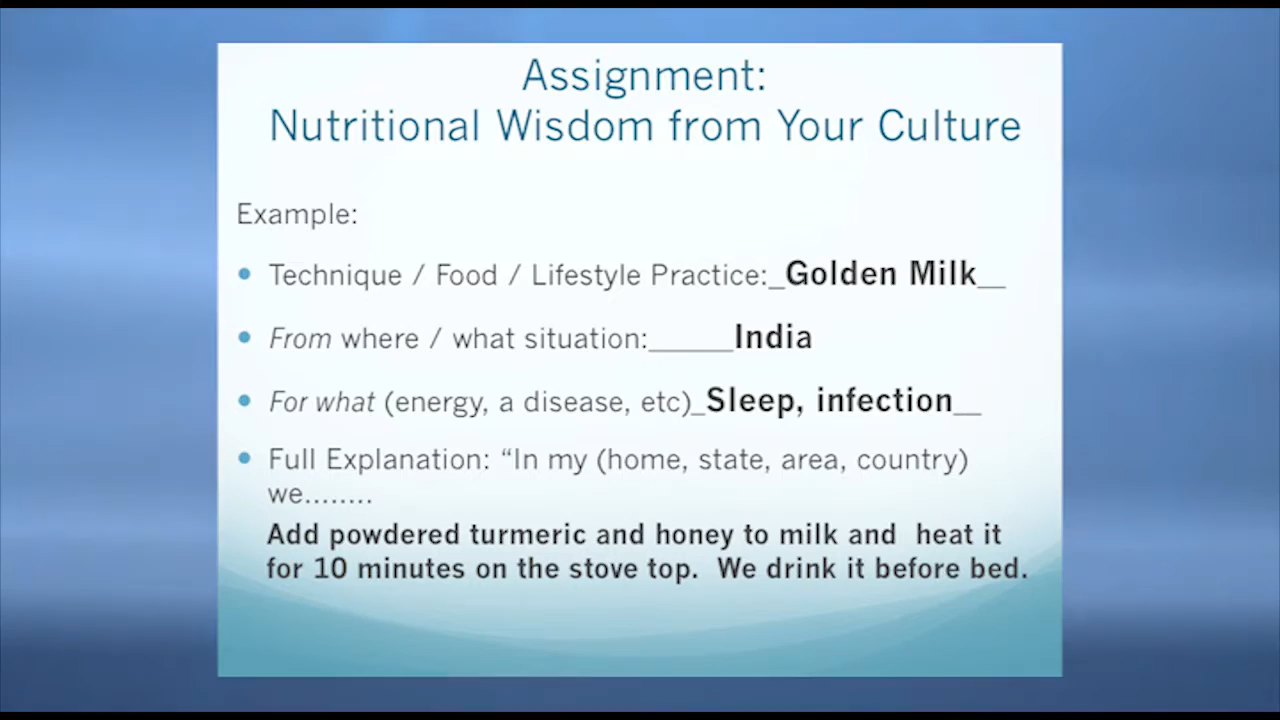 Assignment:
Nutritional Wisdom from Your Culture
Example:
• Technique / Food / Lifestyle Practice:_Golden Milk__
• From where / what situation:______India
• For what (energy, a disease, etc)_Sleep, infection__
• Full Explanation: “In my (home, state, area, country)
we........
Add powdered turmeric and honey to milk and  heat it
for 10 minutes on the stove top.  We drink it before bed.